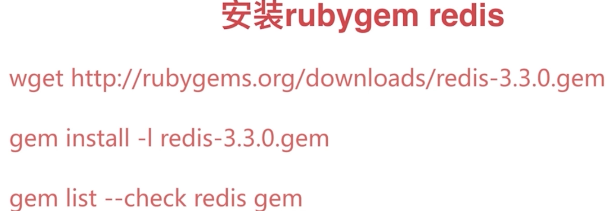 安装rubygem redis
wget http://rubygems.org/downloads/redis-3.3.0.gem
gem install -l redis-3.3.0.gem
gem list --check redis gem